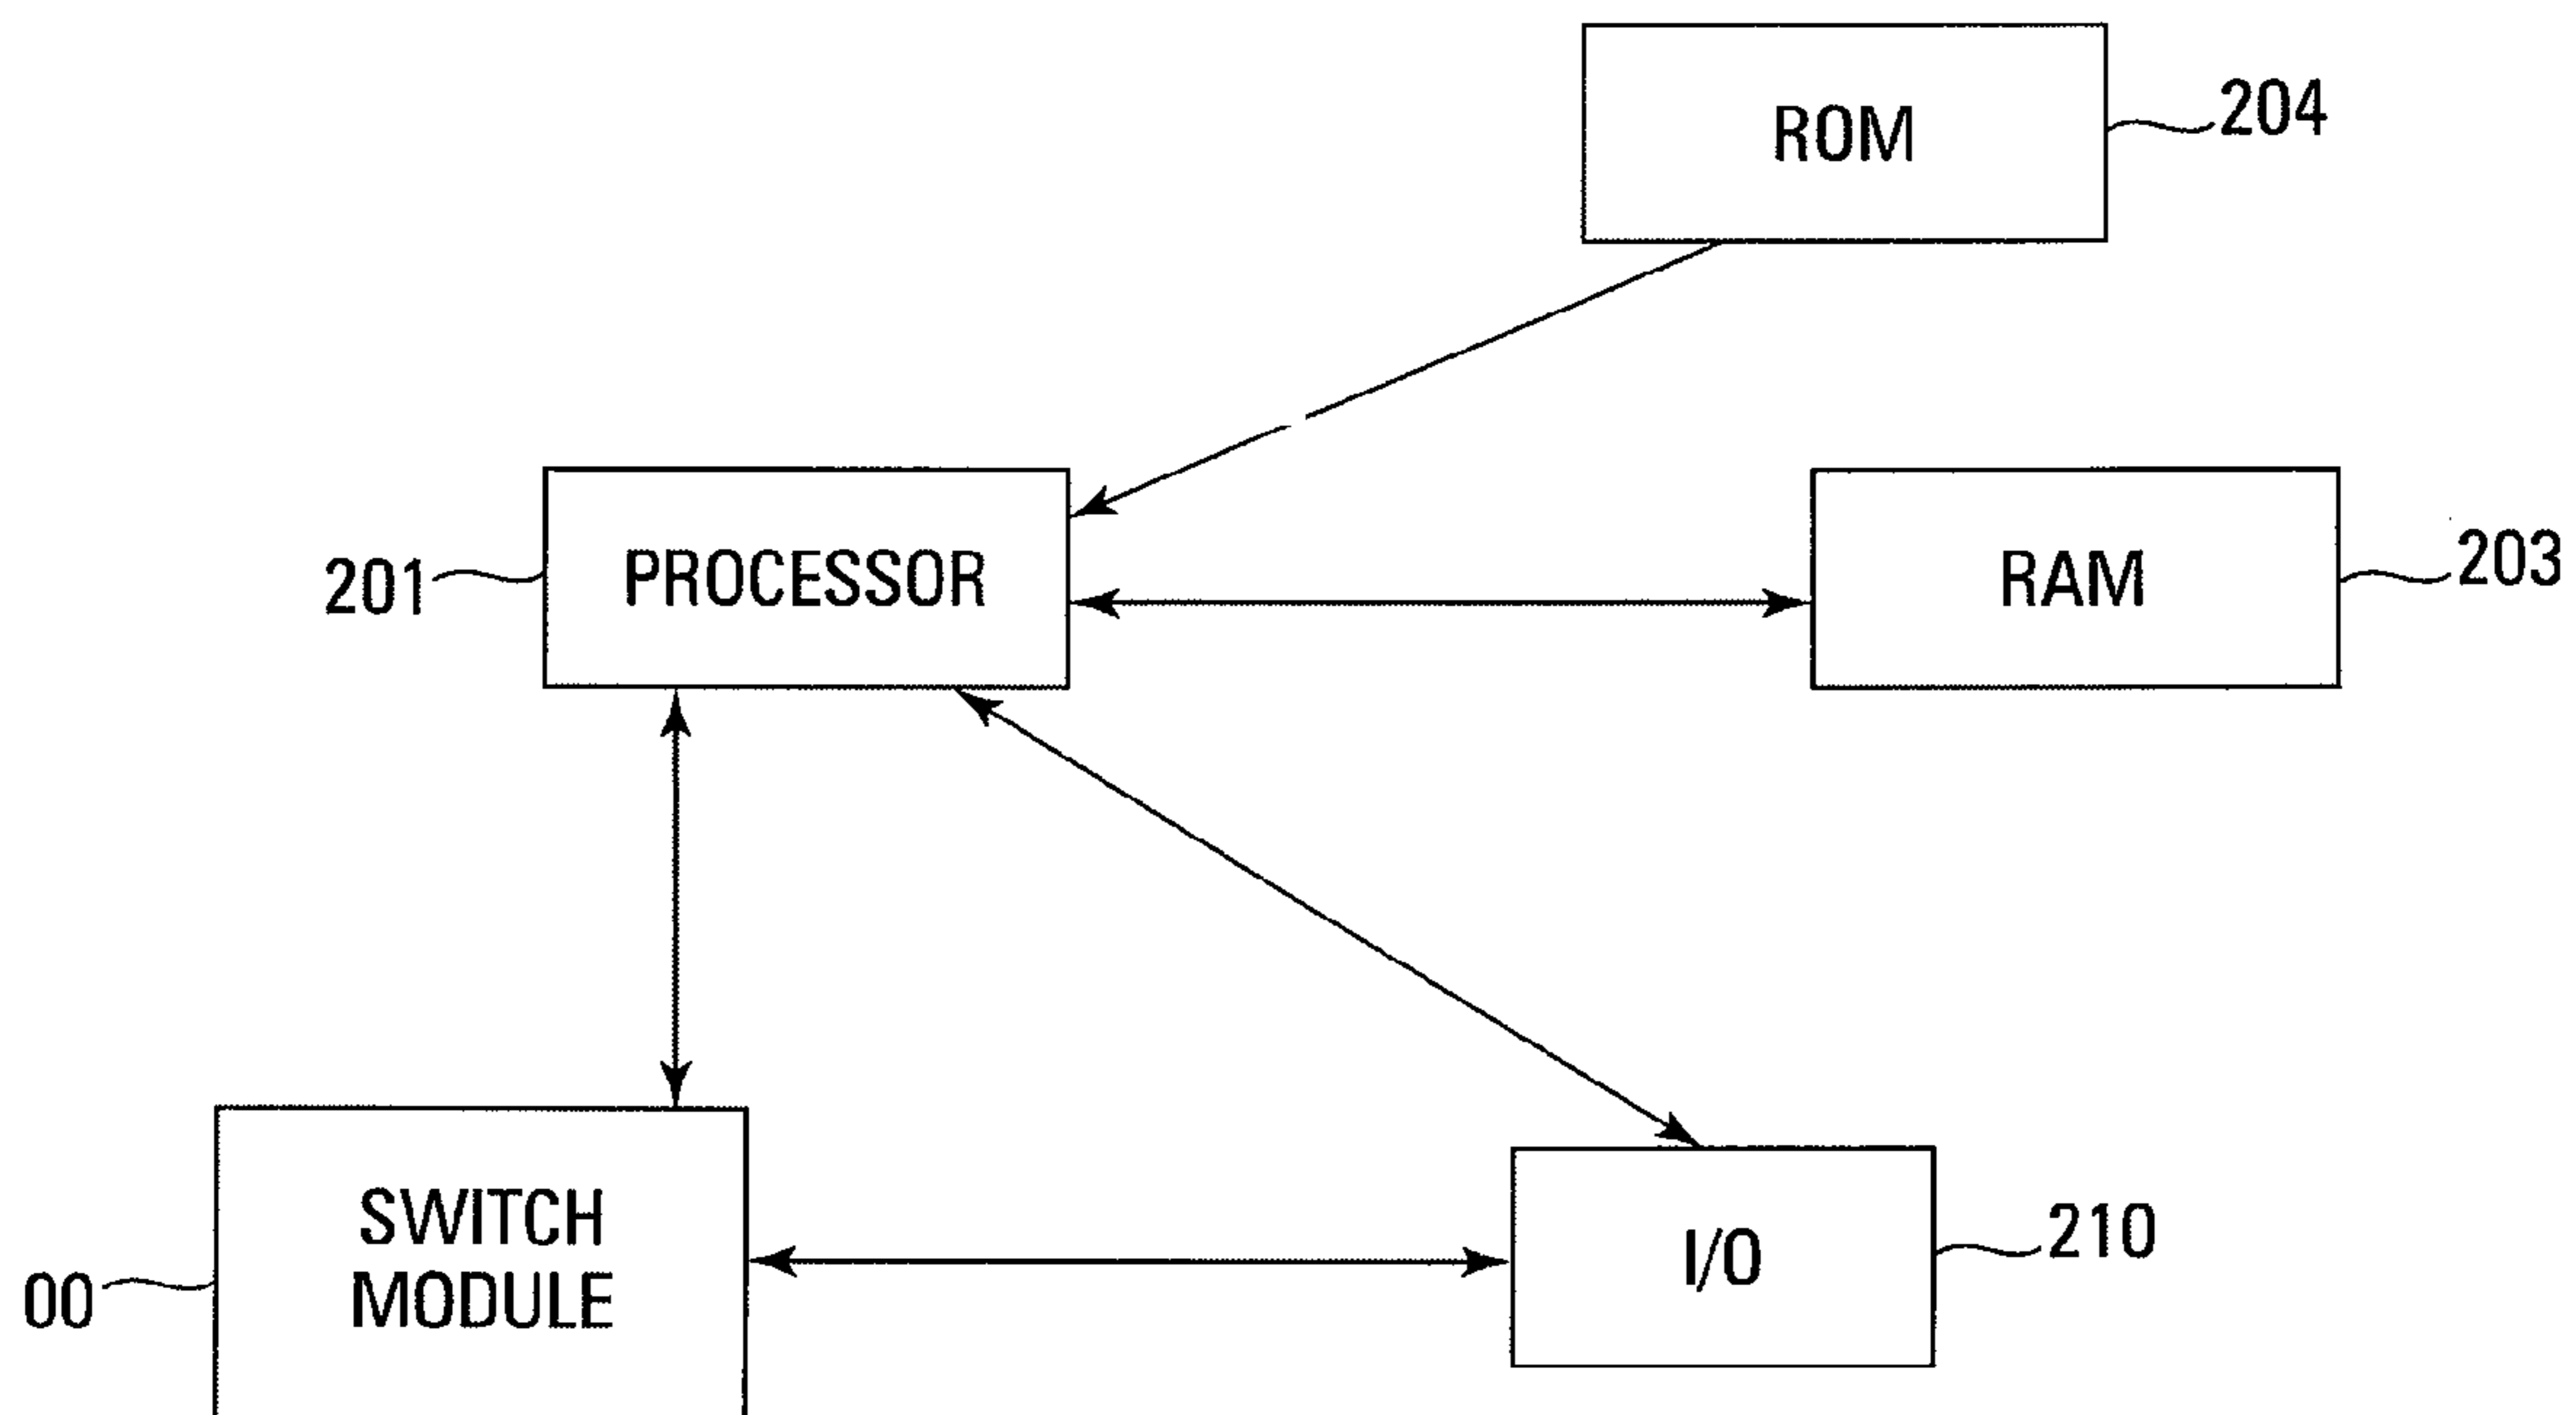 ROM
204
201
PROCESSOR
RAM
203
SWITCH
MODULE
00
I/O
210